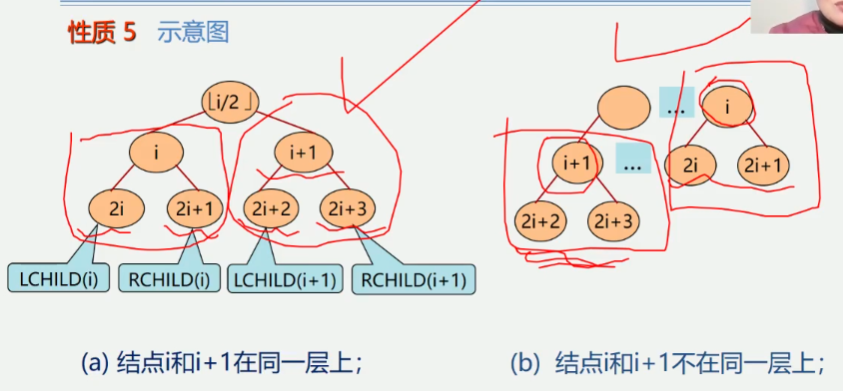 性质 5 示意图
⌊i/2⌋
... i
i i+1
i+1 ... 2i 2i+1
2i 2i+1 2i+2 2i+3
2i+2 2i+3
LCHILD(i) RCHILD(i) LCHILD(i+1) RCHILD(i+1)
(a) 结点i和i+1在同一层上;
(b) 结点i和i+1不在同一层上;